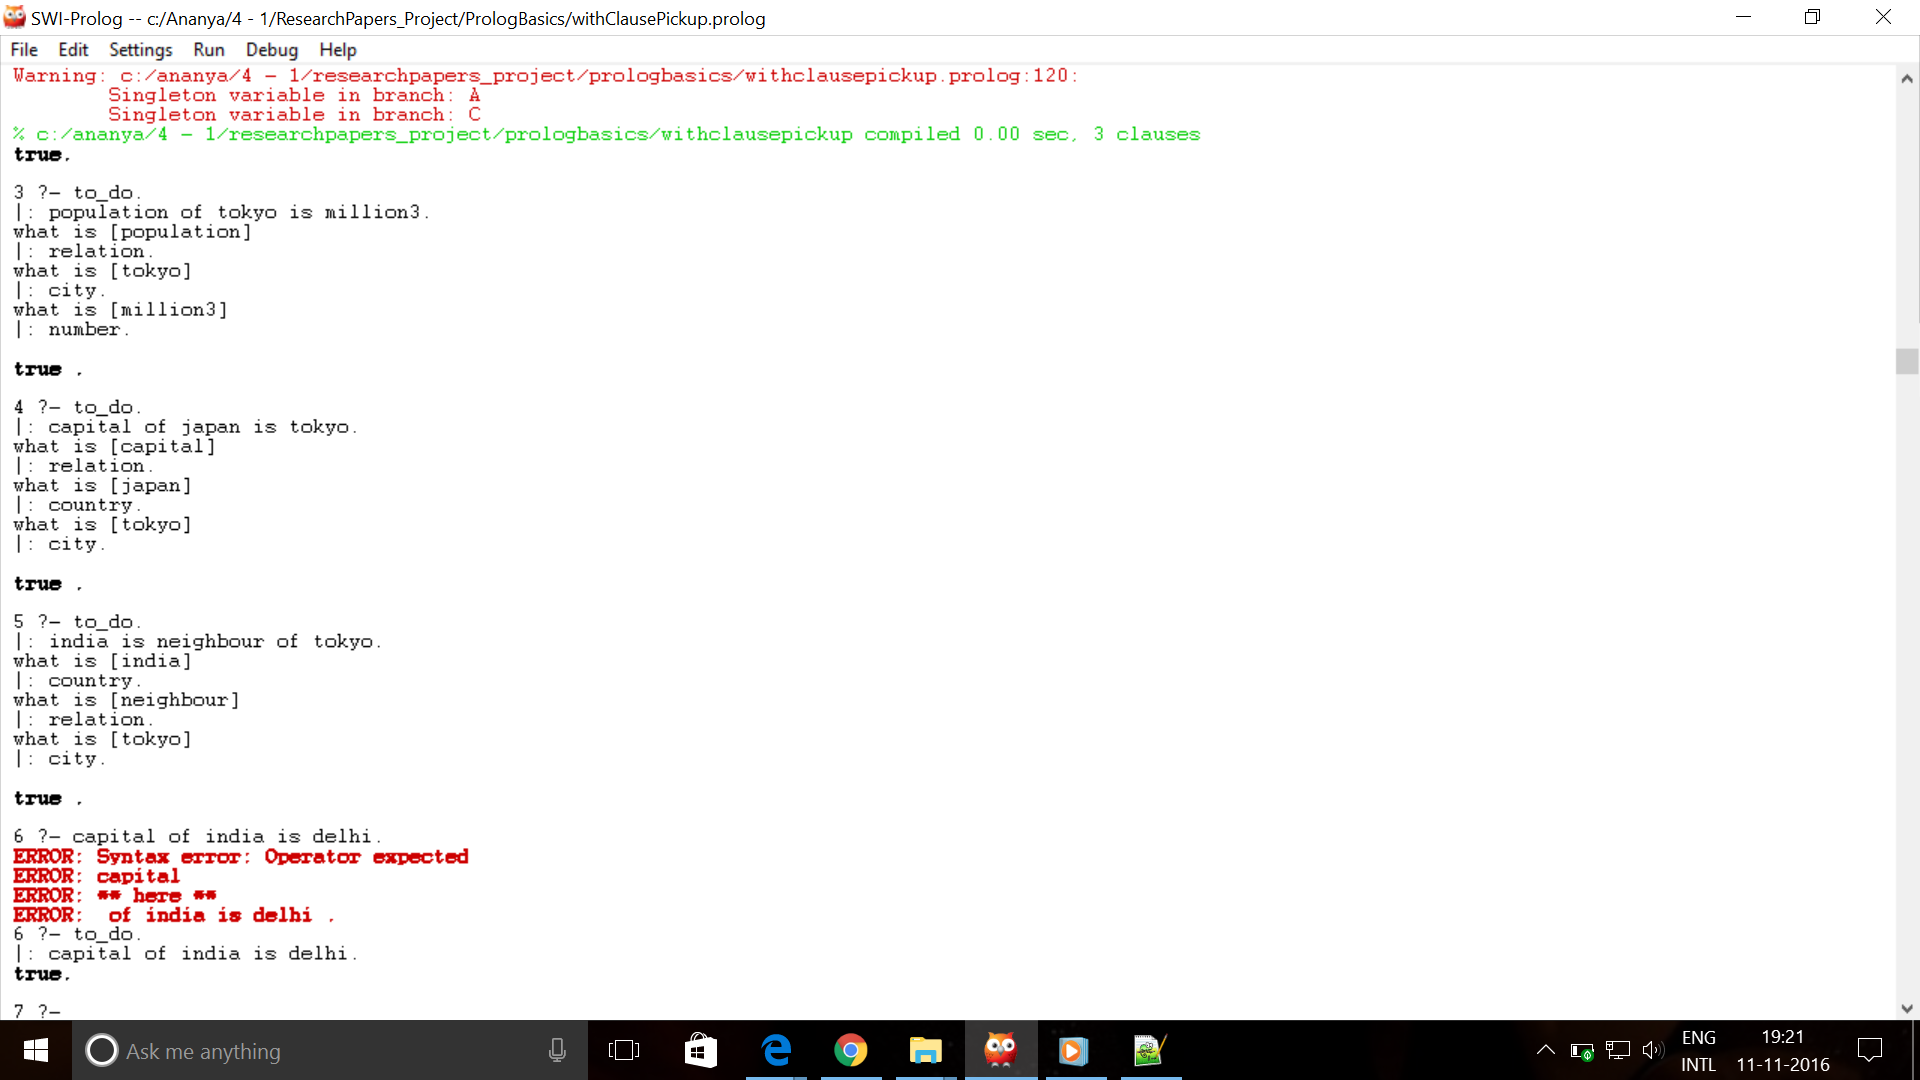 SWI-Prolog -- c:/Ananya/4 - 1/ResearchPapers_Project/PrologBasics/withClausePickup.prolog
File Edit Settings Run Debug Help
Warning: c:/ananya/4 - 1/researchpapers_project/prologbasics/withclausepickup.prolog:120:
Singleton variable in branch: A
Singleton variable in branch: C
% c:/ananya/4 - 1/researchpapers_project/prologbasics/withclausepickup compiled 0.00 sec, 3 clauses
true.
3 ?- to_do.
|: population of tokyo is million3.
what is [population]
|: relation.
what is [tokyo]
|: city.
what is [million3]
|: number.
true .
4 ?- to_do.
|: capital of japan is tokyo.
what is [capital]
|: relation.
what is [japan]
|: country.
what is [tokyo]
|: city.
true .
5 ?- to_do.
|: india is neighbour of tokyo.
what is [india]
|: country.
what is [neighbour]
|: relation.
what is [tokyo]
|: city.
true .
6 ?- capital of india is delhi.
ERROR: Syntax error: Operator expected
ERROR: capital
ERROR: ** here **
ERROR:  of india is delhi .
6 ?- to_do.
|: capital of india is delhi.
true.
7 ?-
Ask me anything
ENG
INTL
19:21
11-11-2016